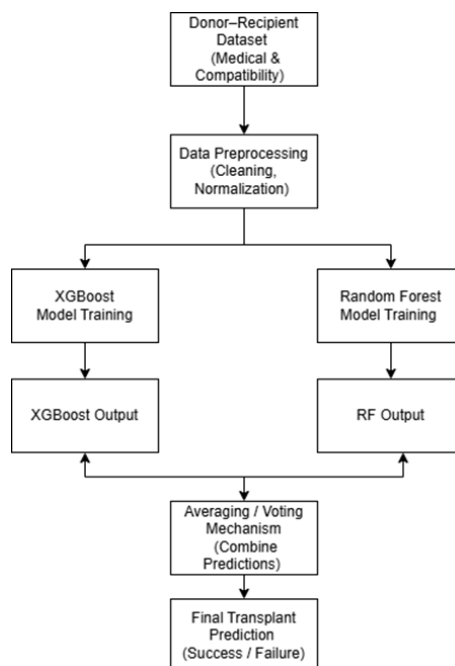 Donor–Recipient
Dataset
(Medical &
Compatibility)
Data Preprocessing
(Cleaning,
Normalization)
XGBoost
Model Training
Random Forest
Model Training
XGBoost Output
RF Output
Averaging / Voting
Mechanism
(Combine
Predictions)
Final Transplant
Prediction
(Success / Failure)